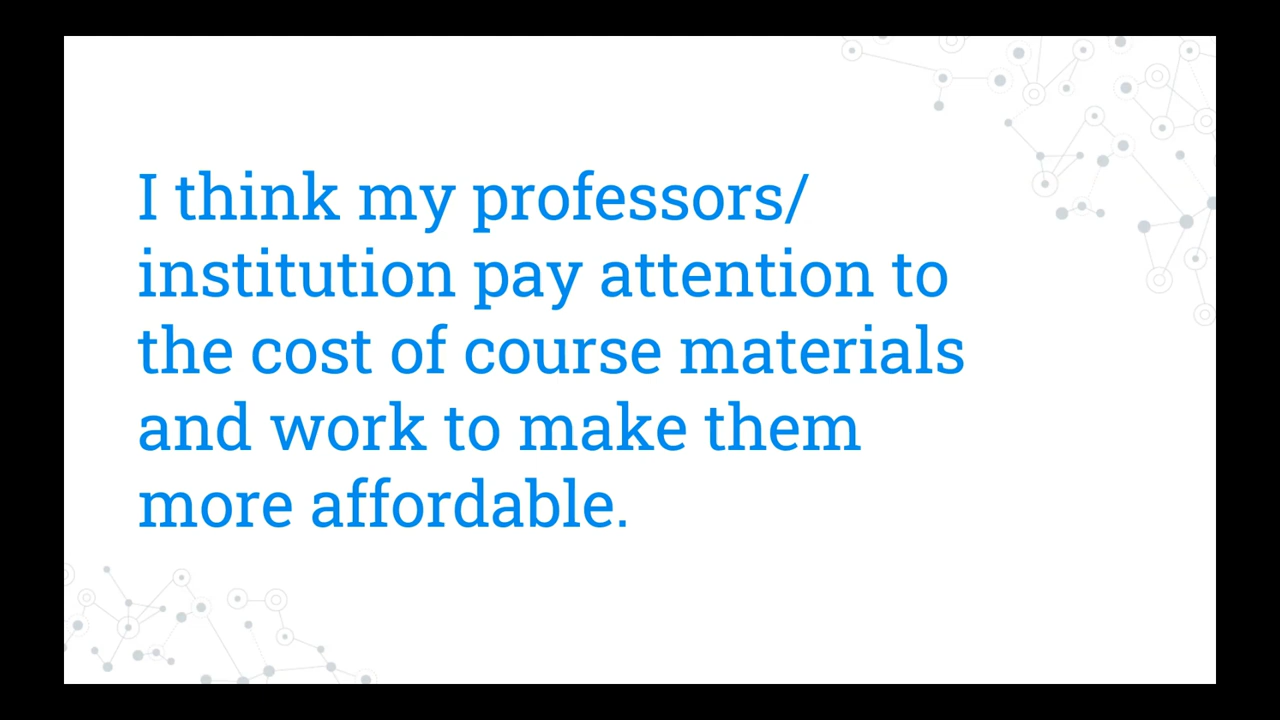 I think my professors/
institution pay attention to
the cost of course materials
and work to make them
more affordable.